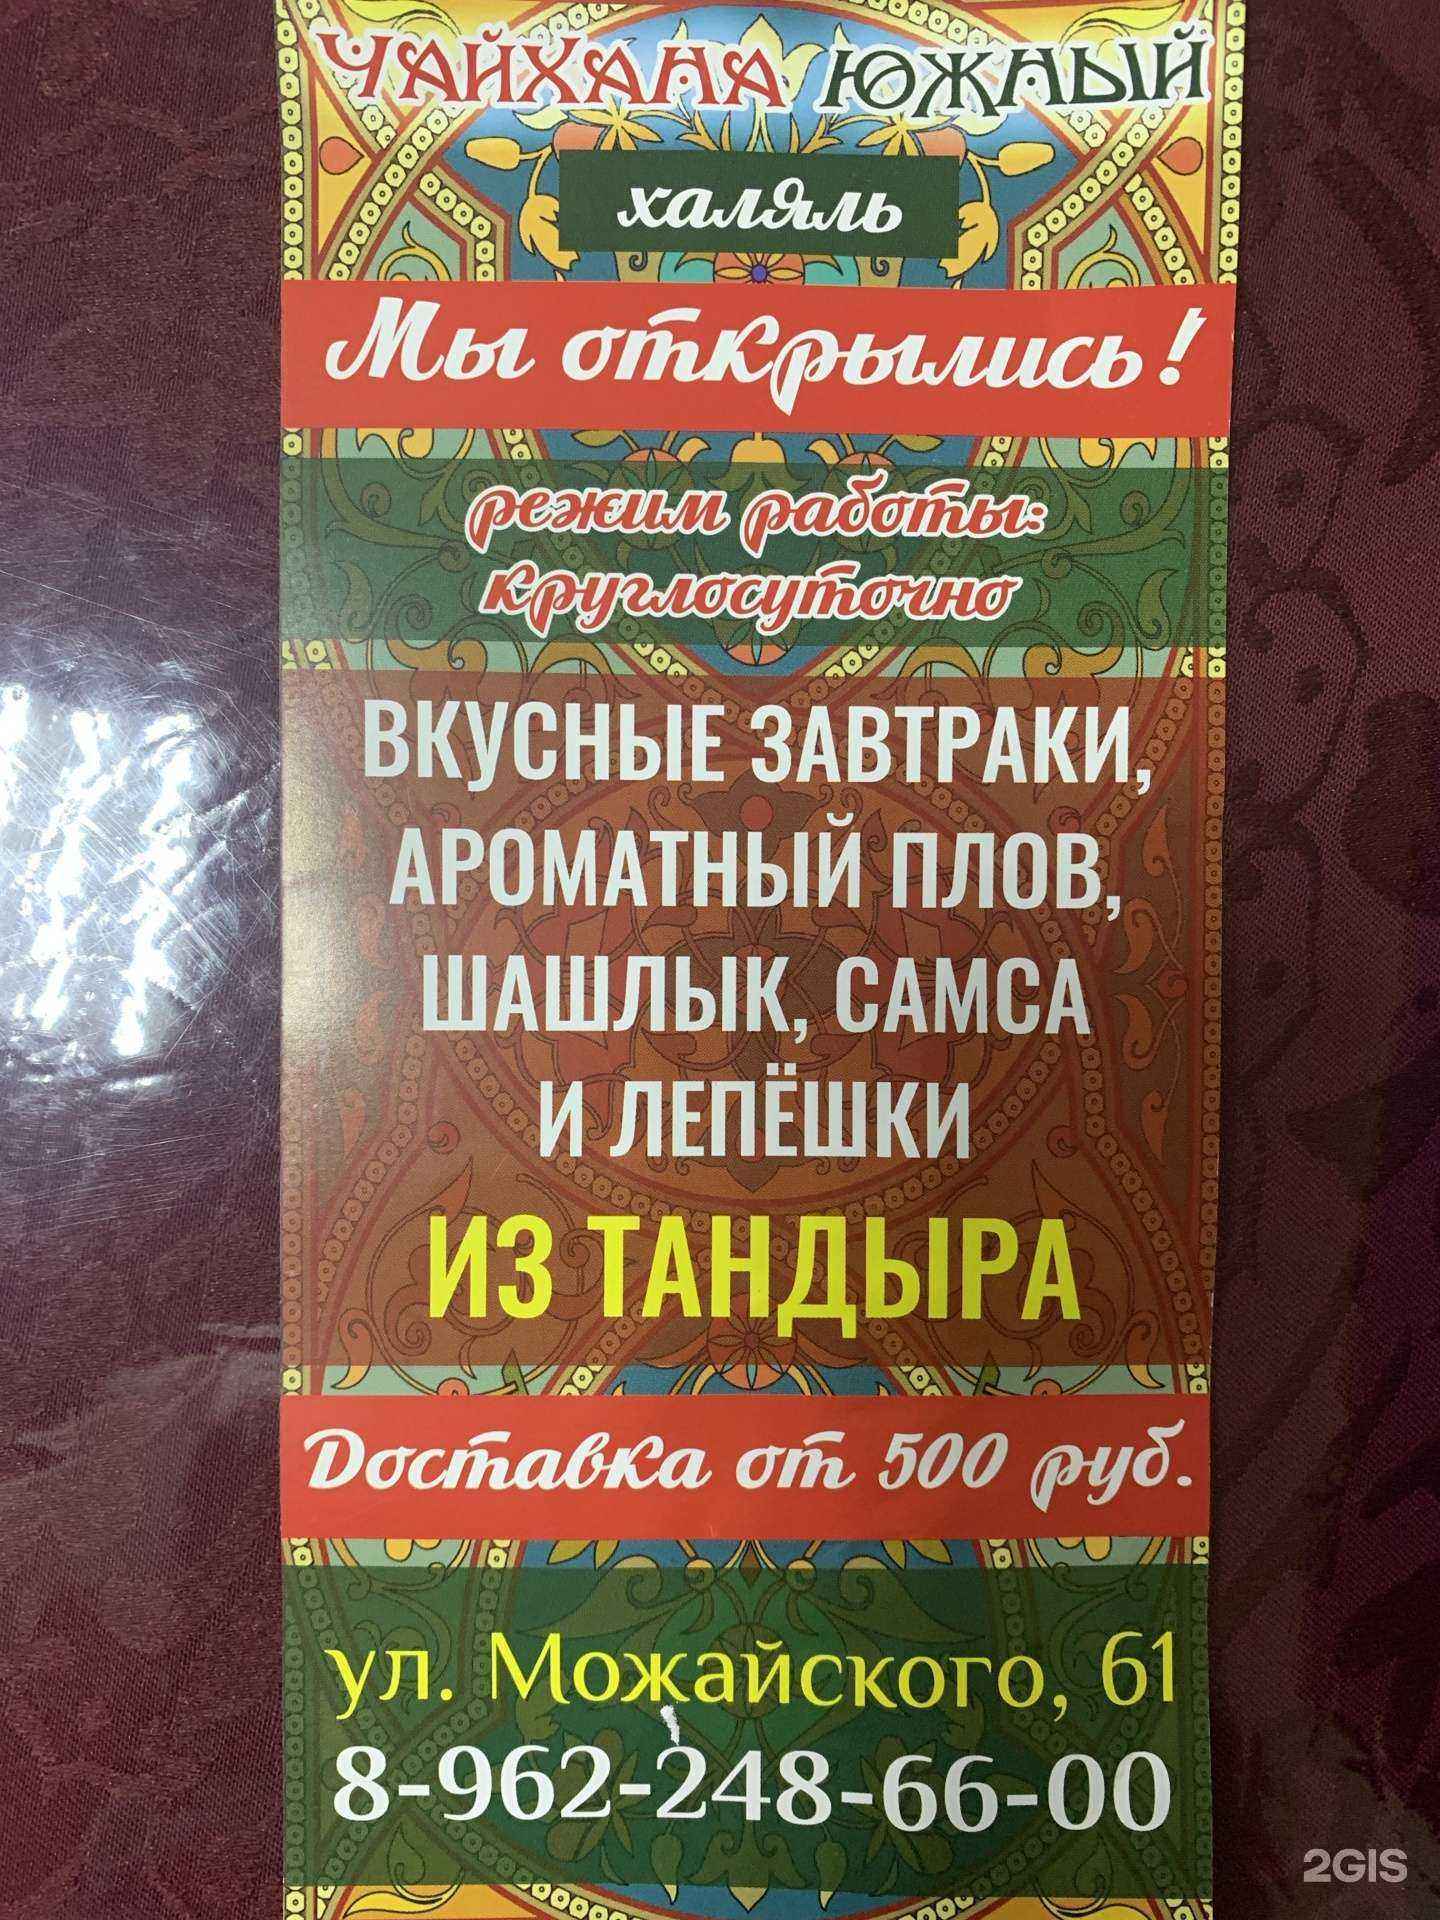 ЧАЙХАНА ЮЖНЫЙ
халяль
Мы открылись!
режим работы:
круглосуточно
ВКУСНЫЕ ЗАВТРАКИ,
АРОМАТНЫЙ ПЛОВ,
ШАШЛЫК, САМСА
И ЛЕПЁШКИ
ИЗ ТАНДЫРА
Доставка от 500 руб.
ул. Можайского, 61
8-962-248-66-00
2GIS